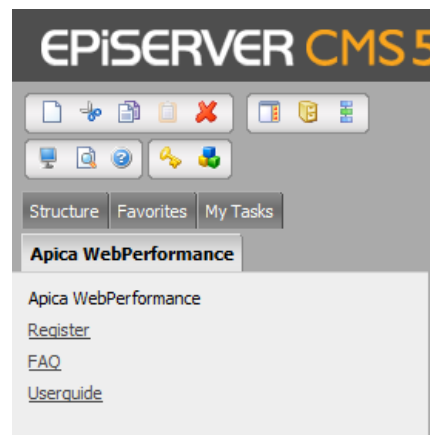 EPiSERVER CMS 5
Structure Favorites My Tasks
Apica WebPerformance
Apica WebPerformance
Register
FAQ
Userguide